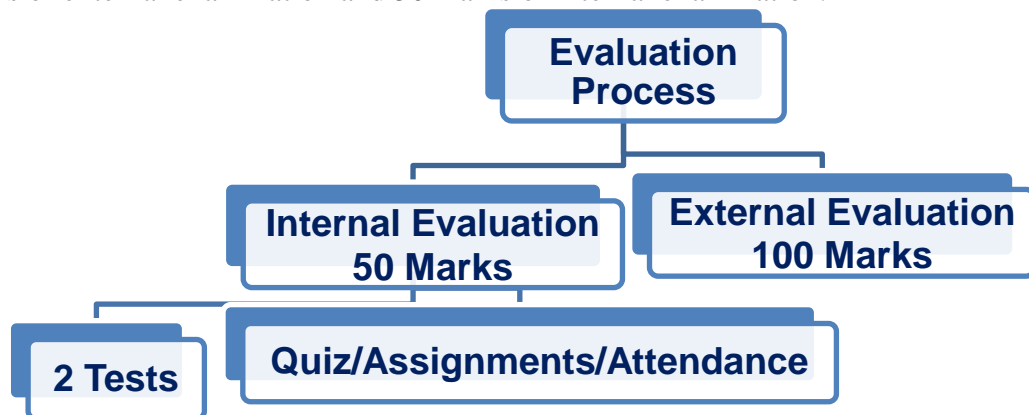 Evaluation
Process
Internal Evaluation
50 Marks
External Evaluation
100 Marks
2 Tests
Quiz/Assignments/Attendance